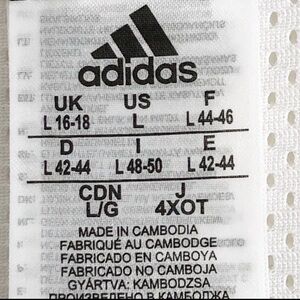 adidas
UK US F
L 16-18 L L 44-46
D I E
L 42-44 L 48-50 L 42-44
CDN J
L/G 4XOT
MADE IN CAMBODIA
FABRIQUÉ AU CAMBODGE
FABRICADO EN CAMBOYA
FABRICADO NO CAMBOJA
GYÁRTVA: KAMBODZSA
ПРОИЗВЕДЕНО В КАМБОДЖА